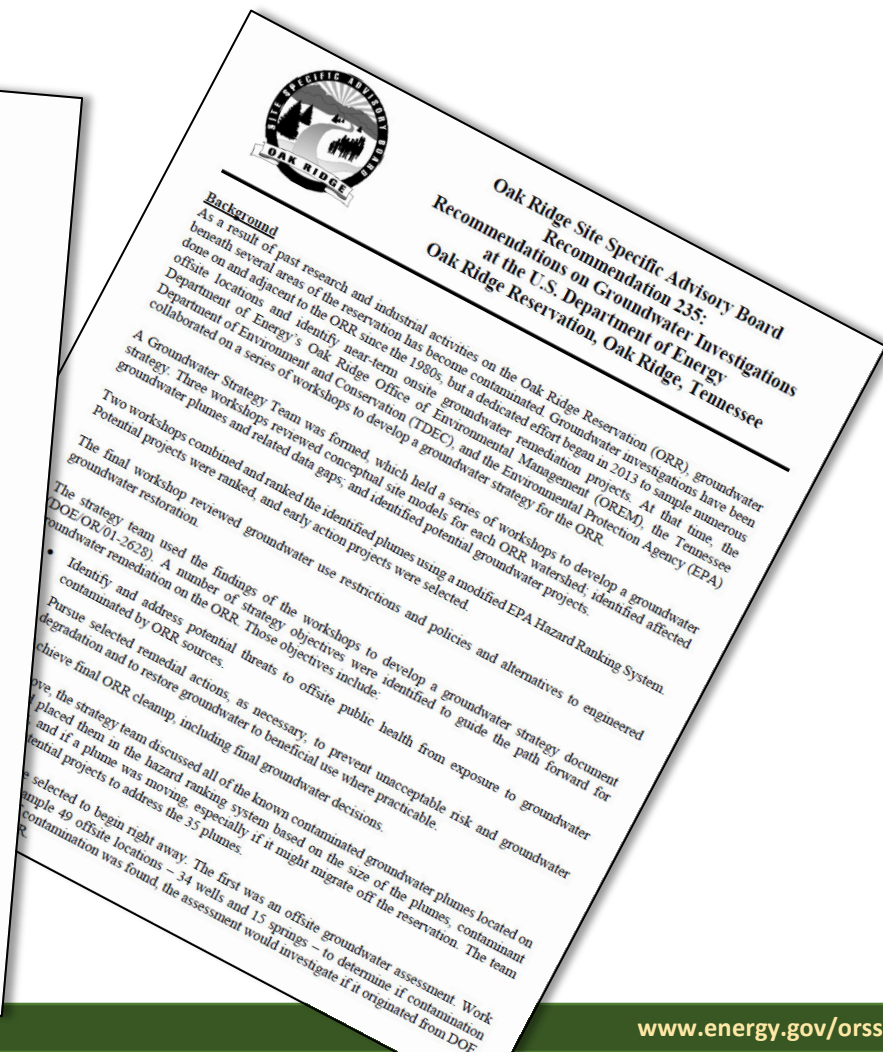 SITE SPECIFIC ADVISORY BOARD
OAK RIDGE
Oak Ridge Site Specific Advisory Board
Recommendation 235:
Recommendations on Groundwater Investigations
at the U.S. Department of Energy
Oak Ridge Reservation, Oak Ridge, Tennessee
Background
As a result of past research and industrial activities on the Oak Ridge Reservation (ORR), groundwater
beneath several areas of the reservation has become contaminated. Groundwater investigations have been
done on and adjacent to the ORR since the 1980s, but a dedicated effort began in 2013 to sample numerous
offsite locations and identify near-term onsite groundwater remediation projects. At that time, the
Department of Energy's Oak Ridge Office of Environmental Management (OREM), the Tennessee
Department of Environment and Conservation (TDEC), and the Environmental Protection Agency (EPA)
collaborated on a series of workshops to develop a groundwater strategy for the ORR.
A Groundwater Strategy Team was formed, which held a series of workshops to develop a groundwater
strategy. Three workshops reviewed conceptual site models for each ORR watershed; identified affected
groundwater plumes and related data gaps; and identified potential groundwater projects.
Two workshops combined and ranked the identified plumes using a modified EPA Hazard Ranking System.
Potential projects were ranked, and early action projects were selected.
The final workshop reviewed groundwater use restrictions and policies and alternatives to engineered
groundwater restoration.
The strategy team used the findings of the workshops to develop a groundwater strategy document
(DOE/OR/01-2628). A number of strategy objectives were identified to guide the path forward for
groundwater remediation on the ORR. Those objectives include:
• Identify and address potential threats to offsite public health from exposure to groundwater
contaminated by ORR sources.
Pursue selected remedial actions, as necessary, to prevent unacceptable risk and groundwater
degradation and to restore groundwater to beneficial use where practicable.
chieve final ORR cleanup, including final groundwater decisions.
ove, the strategy team discussed all of the known contaminated groundwater plumes located on
placed them in the hazard ranking system based on the size of the plumes, contaminant
and if a plume was moving, especially if it might migrate off the reservation. The team
tential projects to address the 35 plumes.
e selected to begin right away. The first was an offsite groundwater assessment. Work
ample 49 offsite locations – 34 wells and 15 springs – to determine if contamination
contamination was found, the assessment would investigate if it originated from DOE
R
www.energy.gov/orss